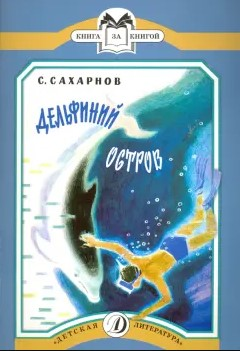 КНИГА ЗА КНИГОЙ
С. САХАРНОВ
ДЕЛЬФИНИЙ
ОСТРОВ
"ДЕТСКАЯ ЛИТЕРАТУРА"